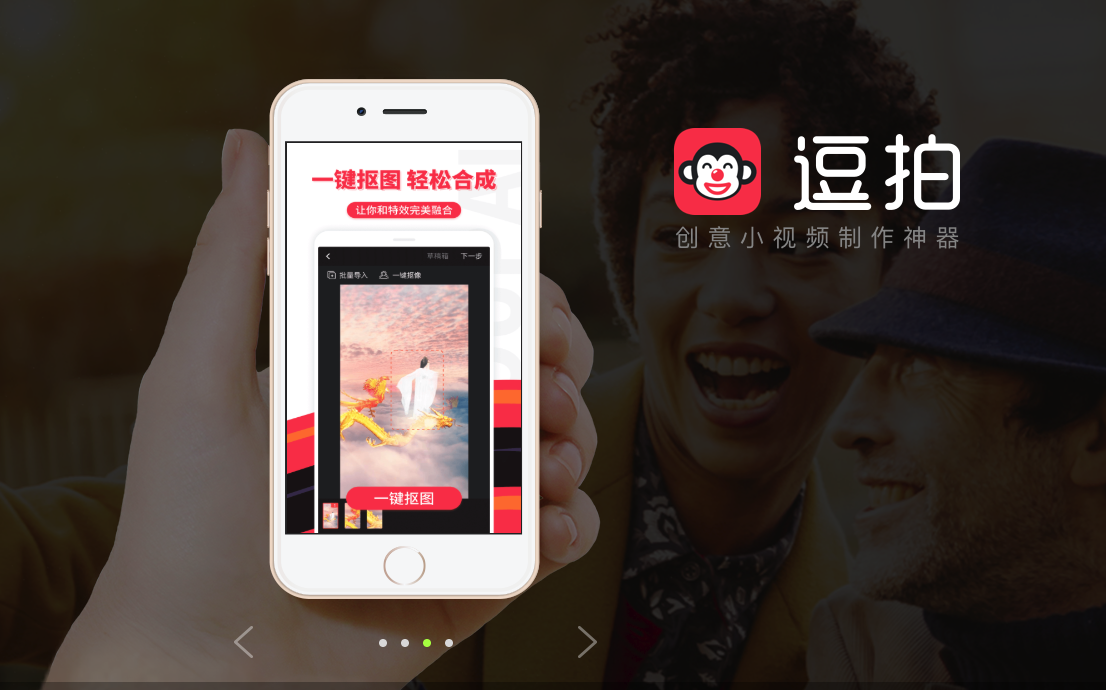 一键抠图 轻松合成
让你和特效完美融合
草稿箱 下一步
批量导入 一键抠像
一键抠图
逗拍
创意小视频制作神器